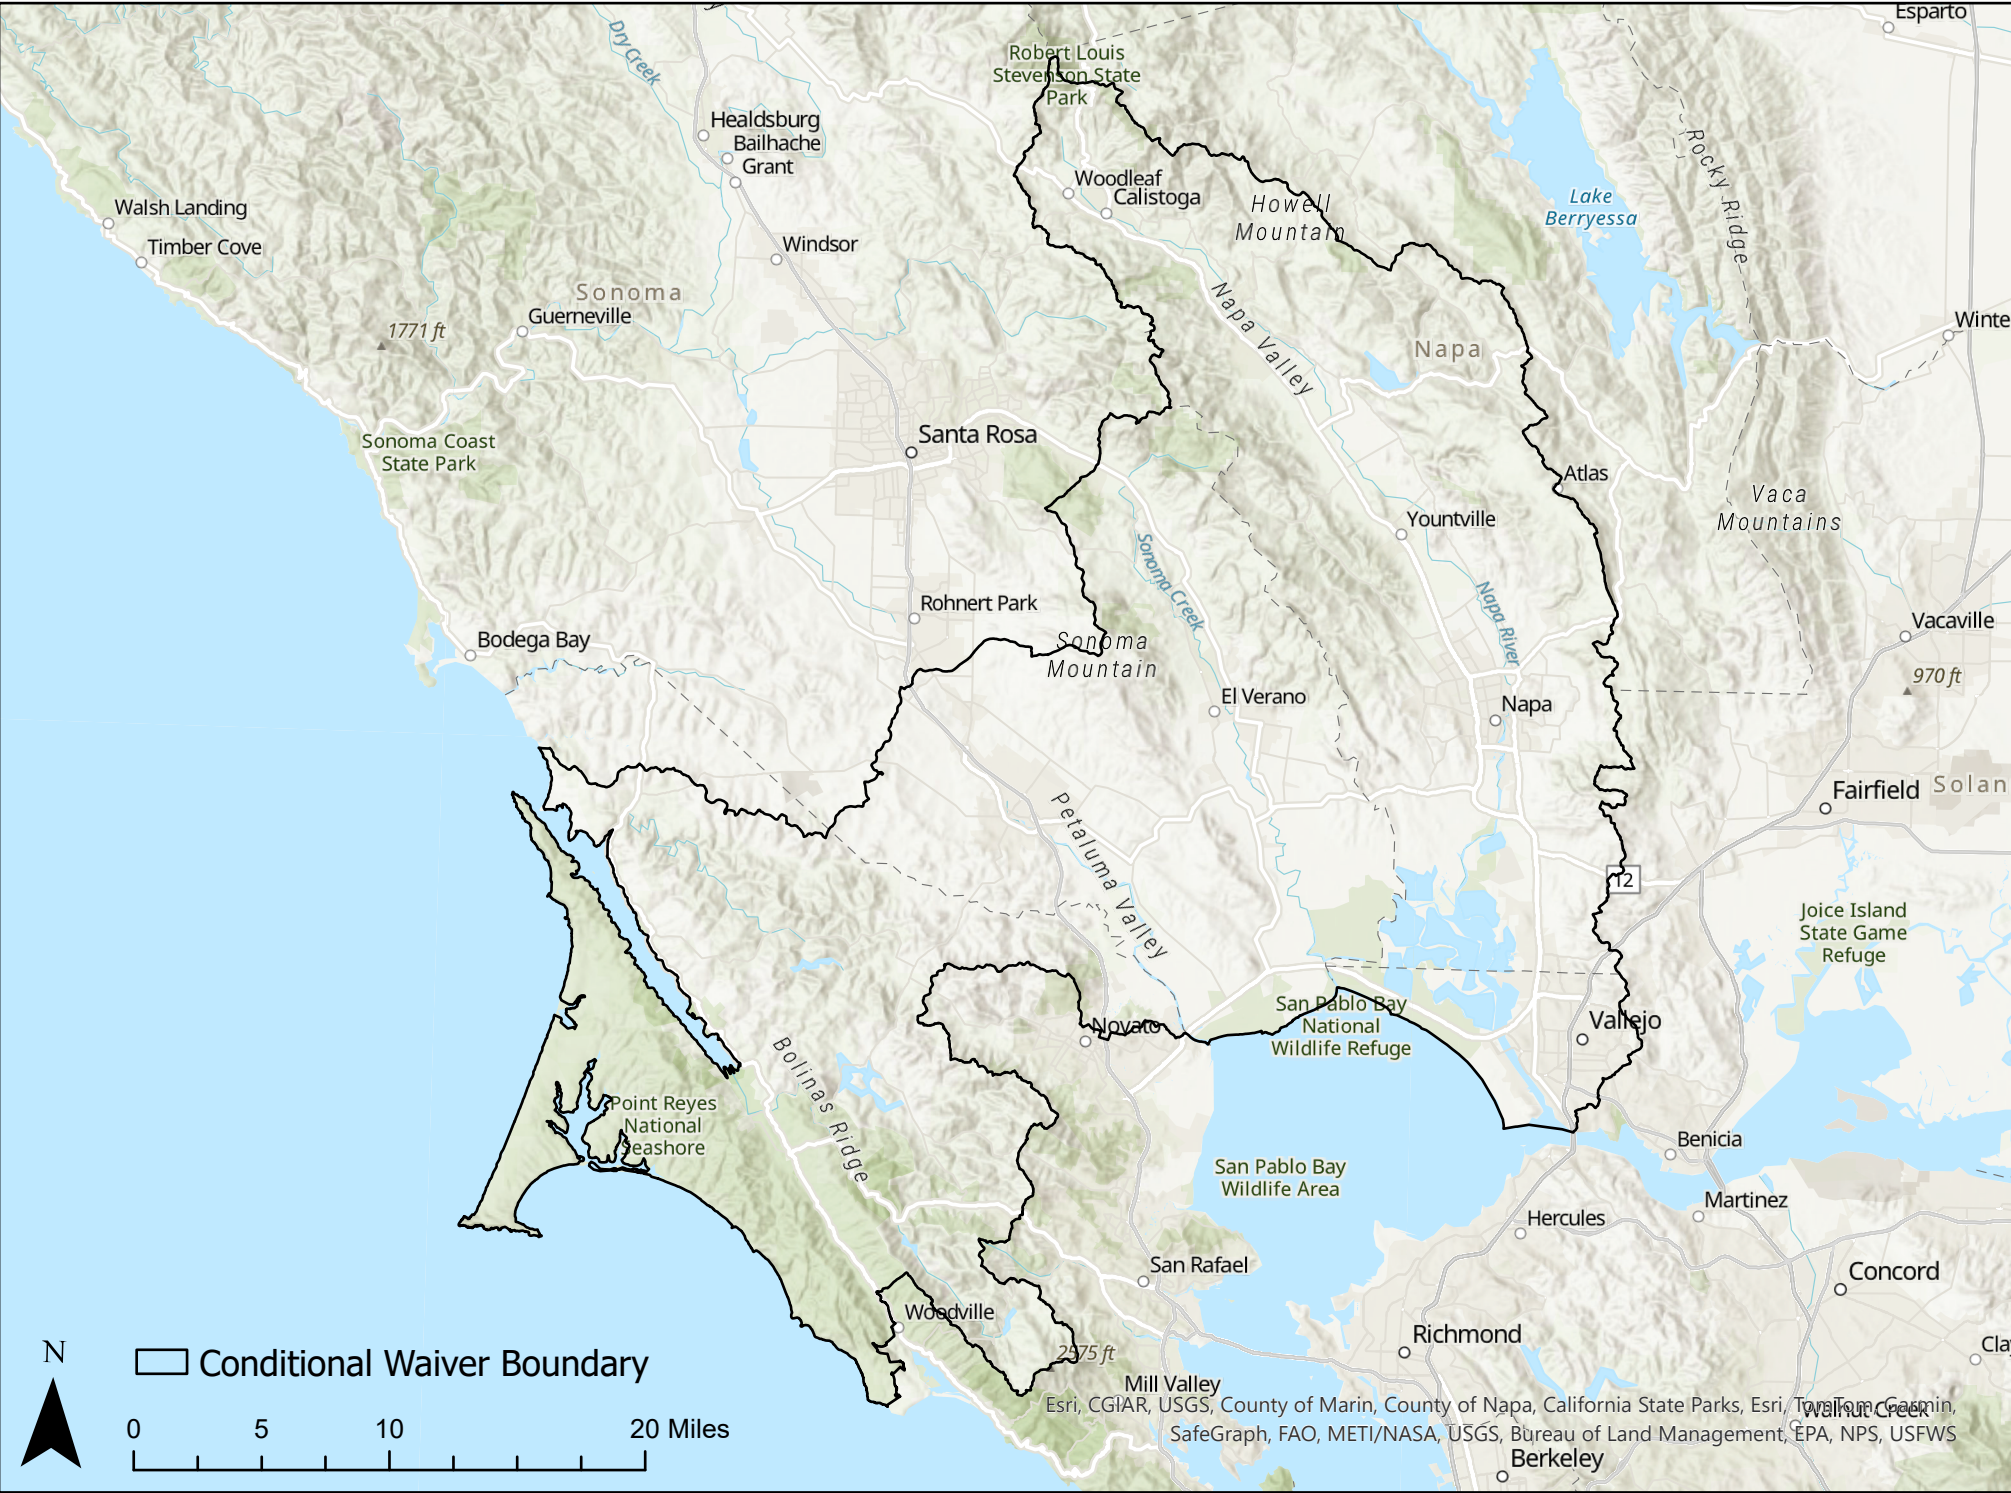 Esparto
Dry Creek
Robert Louis
Stevenson State
Park
Healdsburg
Bailhache
Grant
Rocky Ridge
Woodleaf
Calistoga
Howell
Mountain
Lake
Berryessa
Walsh Landing
Timber Cove
Windsor
Sonoma
Guerneville
1771 ft
Napa Valley
Napa
Winte
Sonoma Coast
State Park
Santa Rosa
Atlas
Vaca
Mountains
Yountville
Sonoma Creek
Napa River
Rohnert Park
Bodega Bay
Sonoma
Mountain
Vacaville
970 ft
El Verano
Napa
Fairfield
Solan
Petaluma Valley
12
Joice Island
State Game
Refuge
San Pablo Bay
National
Wildlife Refuge
Novato
Vallejo
Bolinas Ridge
Point Reyes
National
Seashore
Benicia
San Pablo Bay
Wildlife Area
Martinez
Hercules
San Rafael
Concord
Woodville
Richmond
2575 ft
Cla
Mill Valley
Walnut Creek
Berkeley
N
Conditional Waiver Boundary
0 5 10 20 Miles
Esri, CGIAR, USGS, County of Marin, County of Napa, California State Parks, Esri, TomTom, Garmin,
SafeGraph, FAO, METI/NASA, USGS, Bureau of Land Management, EPA, NPS, USFWS